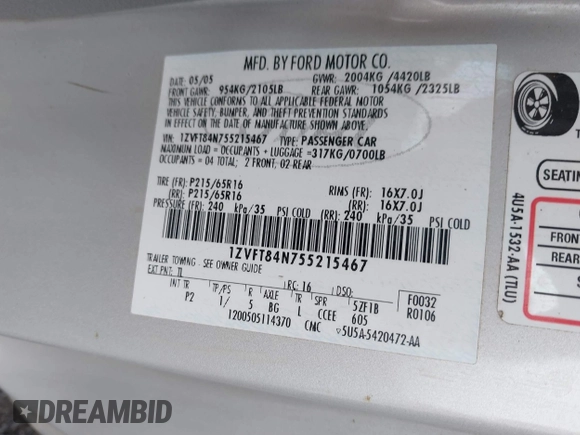 MFD. BY FORD MOTOR CO.
DATE: 05/05 GVWR: 2004KG /4420LB
FRONT GAWR: 954KG/2105LB REAR GAWR: 1054KG /2325LB
THIS VEHICLE CONFORMS TO ALL APPLICABLE FEDERAL MOTOR
VEHICLE SAFETY, BUMPER, AND THEFT PREVENTION STANDARDS
IN EFFECT ON THE DATE OF MANUFACTURE SHOWN ABOVE.
VIN: 1ZVFT84N755215467 TYPE: PASSENGER CAR
MAXIMUM LOAD = OCCUPANTS + LUGGAGE =317KG/0700LB
OCCUPANTS = 04 TOTAL: 2 FRONT; 02-REAR
TIRE (FR): P215/65R16 RIMS (FR): 16X7.0J
(RR): P215/65R16 (RR): 16X7.0J
PRESSURE (FR): 240 kPa/35 PSI COLD (RR): 240 kPa/35 PSI COLD
1ZVFT84N755215467
TRAILER TOWING - SEE OWNER GUIDE
EXT PNT: TL RC: 16 DSO:
INT TR TP/PS R AXLE TR SPR F0032
P2 1/ 5 BG L CCEE 5ZF1B 605 R0106
1200505114370 CMC 5U5A-5420472-AA
SEATIN
FRON
REAR
4U5A-1532-AA (TLU)
DREAMBID